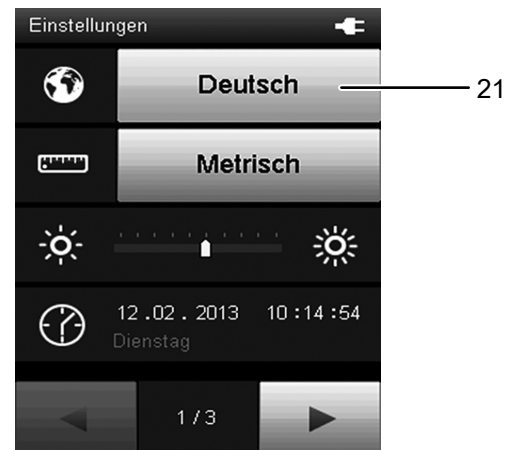 Einstellungen
Deutsch
21
Metrisch
12.02.2013 10:14:54
Dienstag
1/3